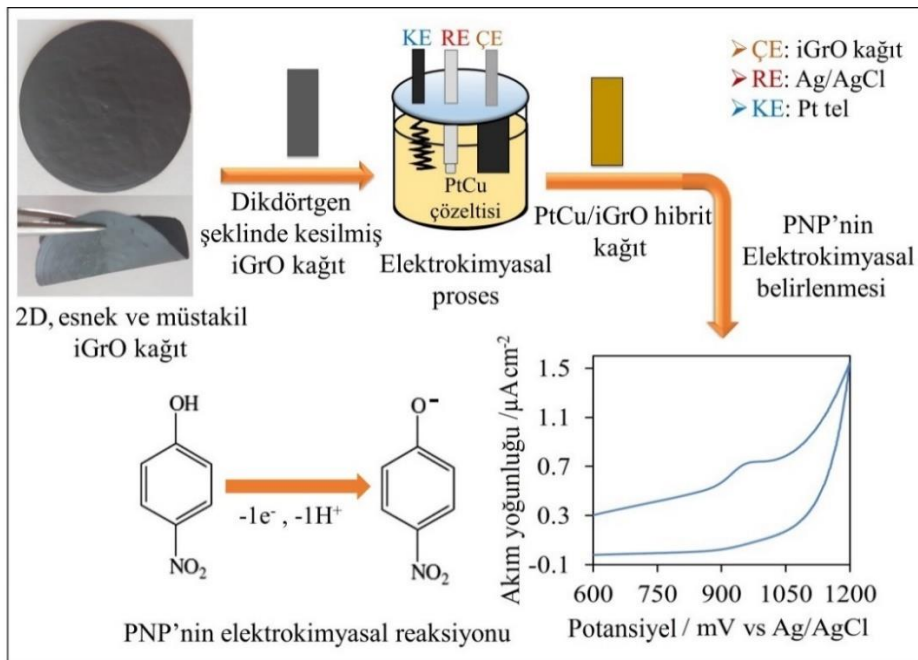 KE RE ÇE
➤ÇE: iGrO kağıt
➤RE: Ag/AgCl
➤KE: Pt tel
PtCu
çözeltisi
Dikdörtgen
şeklinde kesilmiş
iGrO kağıt
Elektrokimyasal
proses
PtCu/iGrO hibrit
kağıt
PNP’nin
Elektrokimyasal
belirlenmesi
2D, esnek ve müstakil
iGrO kağıt
OH
NO₂
-1e⁻ , -1H⁺
O⁻
NO₂
PNP’nin elektrokimyasal reaksiyonu
Akım yoğunluğu /µAcm⁻²
1.5
1.1
0.7
0.3
-0.1
600 750 900 1050 1200
Potansiyel / mV vs Ag/AgCl